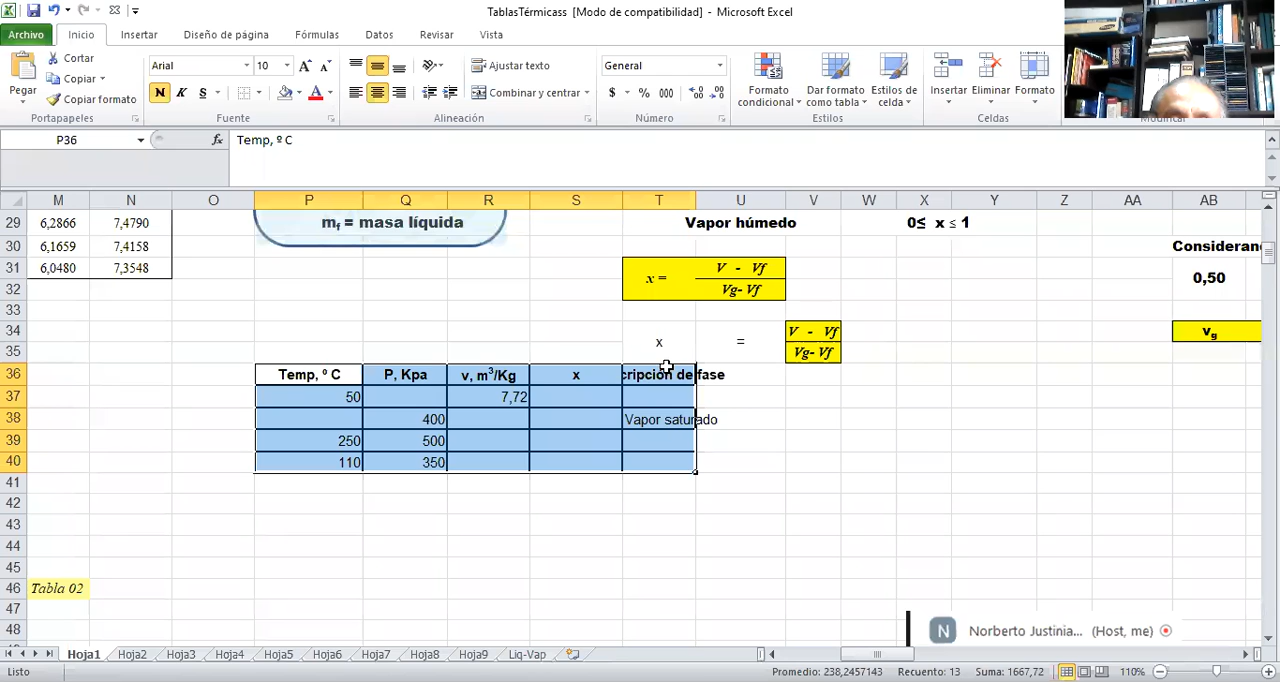 TablasTérmicass [Modo de compatibilidad] - Microsoft Excel
Archivo Inicio Insertar Diseño de página Fórmulas Datos Revisar Vista
Pegar
Cortar
Copiar
Copiar formato
Portapapeles
Arial 10
N K S
Fuente
Ajustar texto
Combinar y centrar
Alineación
General
$ % 000
Número
Formato condicional
Dar formato como tabla
Estilos de celda
Estilos
Insertar Eliminar Formato
Celdas
Modificar
P36 fx Temp, º C
M N O P Q R S T U V W X Y Z AA AB
29 6,2866 7,4790 mf = masa líquida Vapor húmedo 0≤ x ≤ 1
30 6,1659 7,4158 Considerand
31 6,0480 7,3548 x = V - Vf 0,50
32 Vg- Vf
33
34 x = V - Vf vg
35 Vg- Vf
36 Temp, º C P, Kpa v, m3/Kg x cripción de fase
37 50 7,72
38 400 Vapor saturado
39 250 500
40 110 350
41
42
43
44
45
46 Tabla 02
47
48
N Norberto Justinia... (Host, me)
Hoja1 Hoja2 Hoja3 Hoja4 Hoja5 Hoja6 Hoja7 Hoja8 Hoja9 Liq-Vap
Listo Promedio: 238,2457143 Recuento: 13 Suma: 1667,72 110%